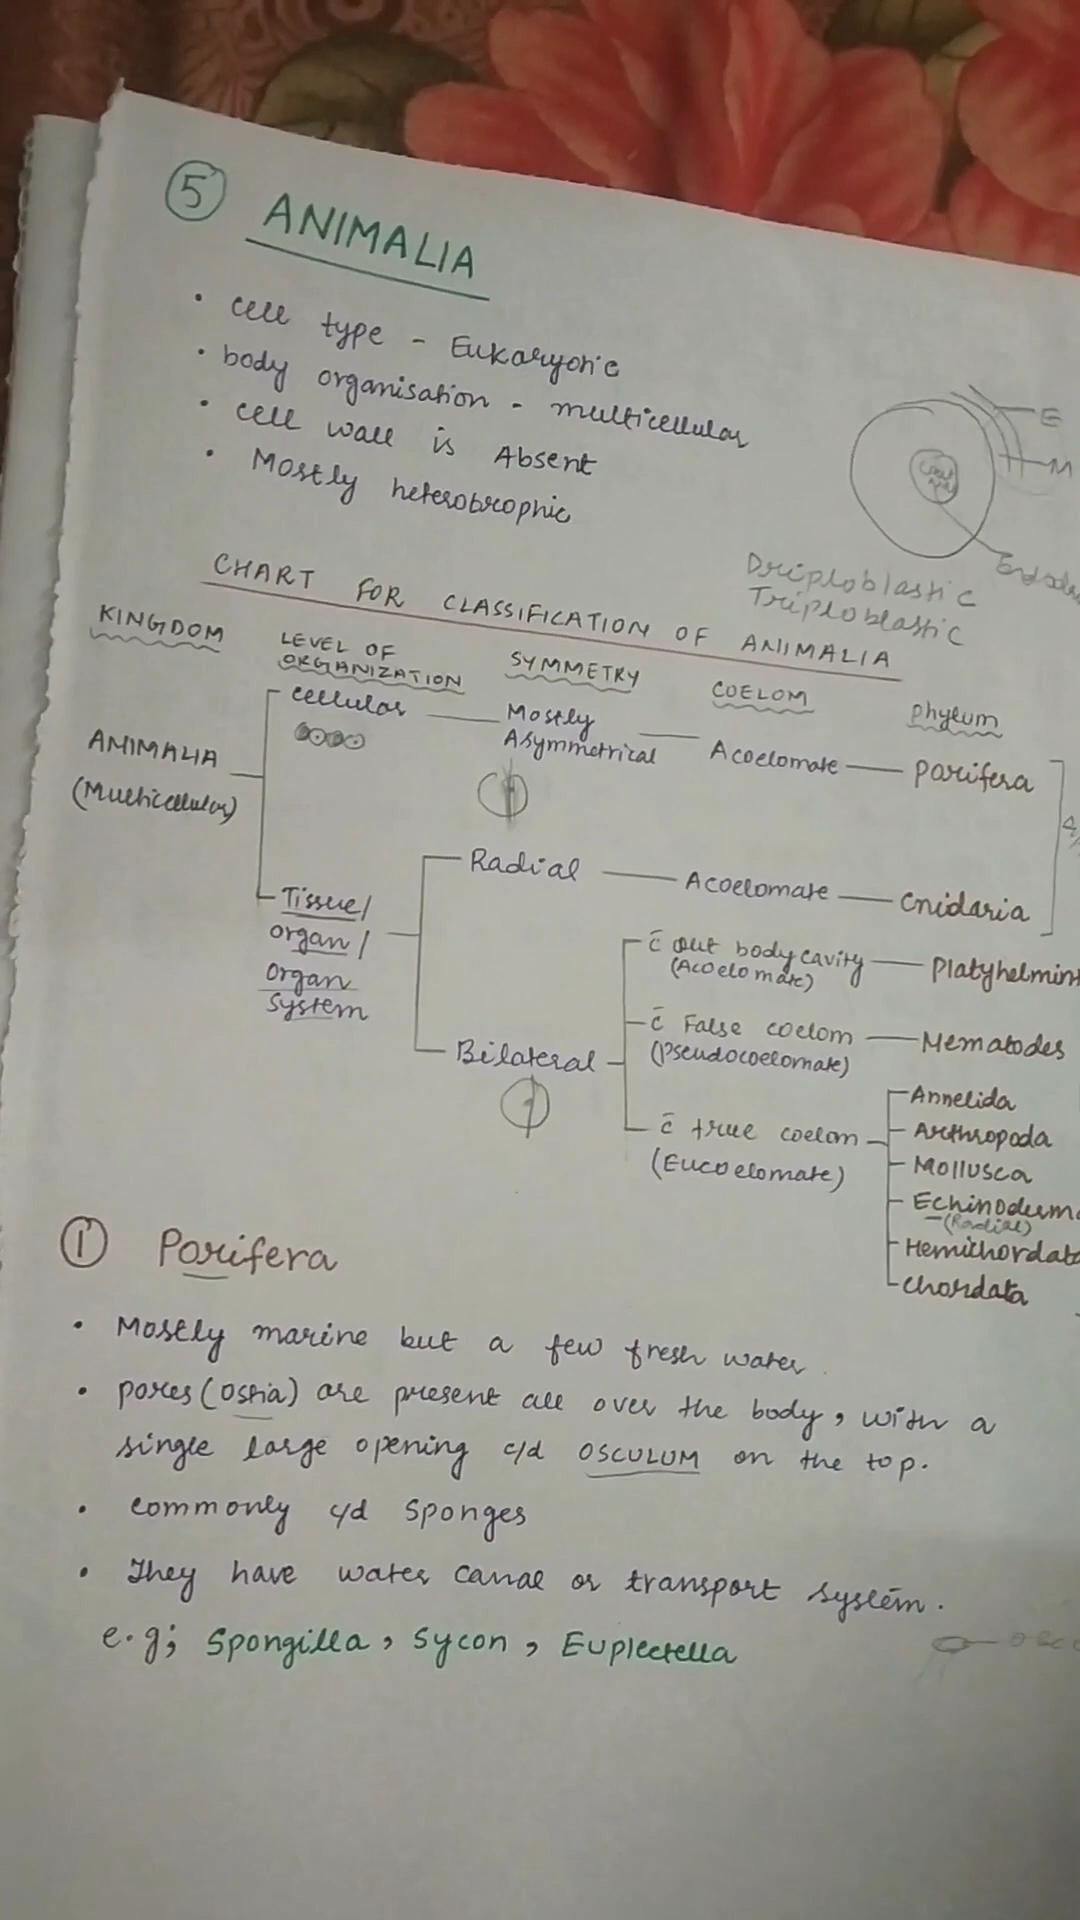 5 ANIMALIA
• cell type - Eukaryotic
• body organisation - multicellular
• cell wall is Absent
• Mostly heterotrophic
E
M
Driploblastic
Triploblastic
CHART FOR CLASSIFICATION OF ANIMALIA
KINGDOM
LEVEL OF ORGANIZATION
SYMMETRY
COELOM
phylum
ANIMALIA
(Multicellular)
cellular
Mostly Asymmetrical
Acoelomate
porifera
Tissue/
organ/
organ
system
Radial
Acoelomate
Cnidaria
Bilateral
c̄ out body cavity
(Acoelomate)
Platyhelmin
c̄ False coelom
(Pseudocoelomate)
Nematodes
c̄ true coelom
(Eucoelomate)
Annelida
Arthropoda
Mollusca
Echinoderm
(Radial)
Hemichordat
chordata
1 Porifera
• Mostly marine but a few fresh water.
• pores (ostia) are present all over the body, with a
single large opening c/d OSCULUM on the top.
• commonly c/d sponges
• They have water canal or transport system.
e.g; Spongilla, Sycon, Euplectella
OSC